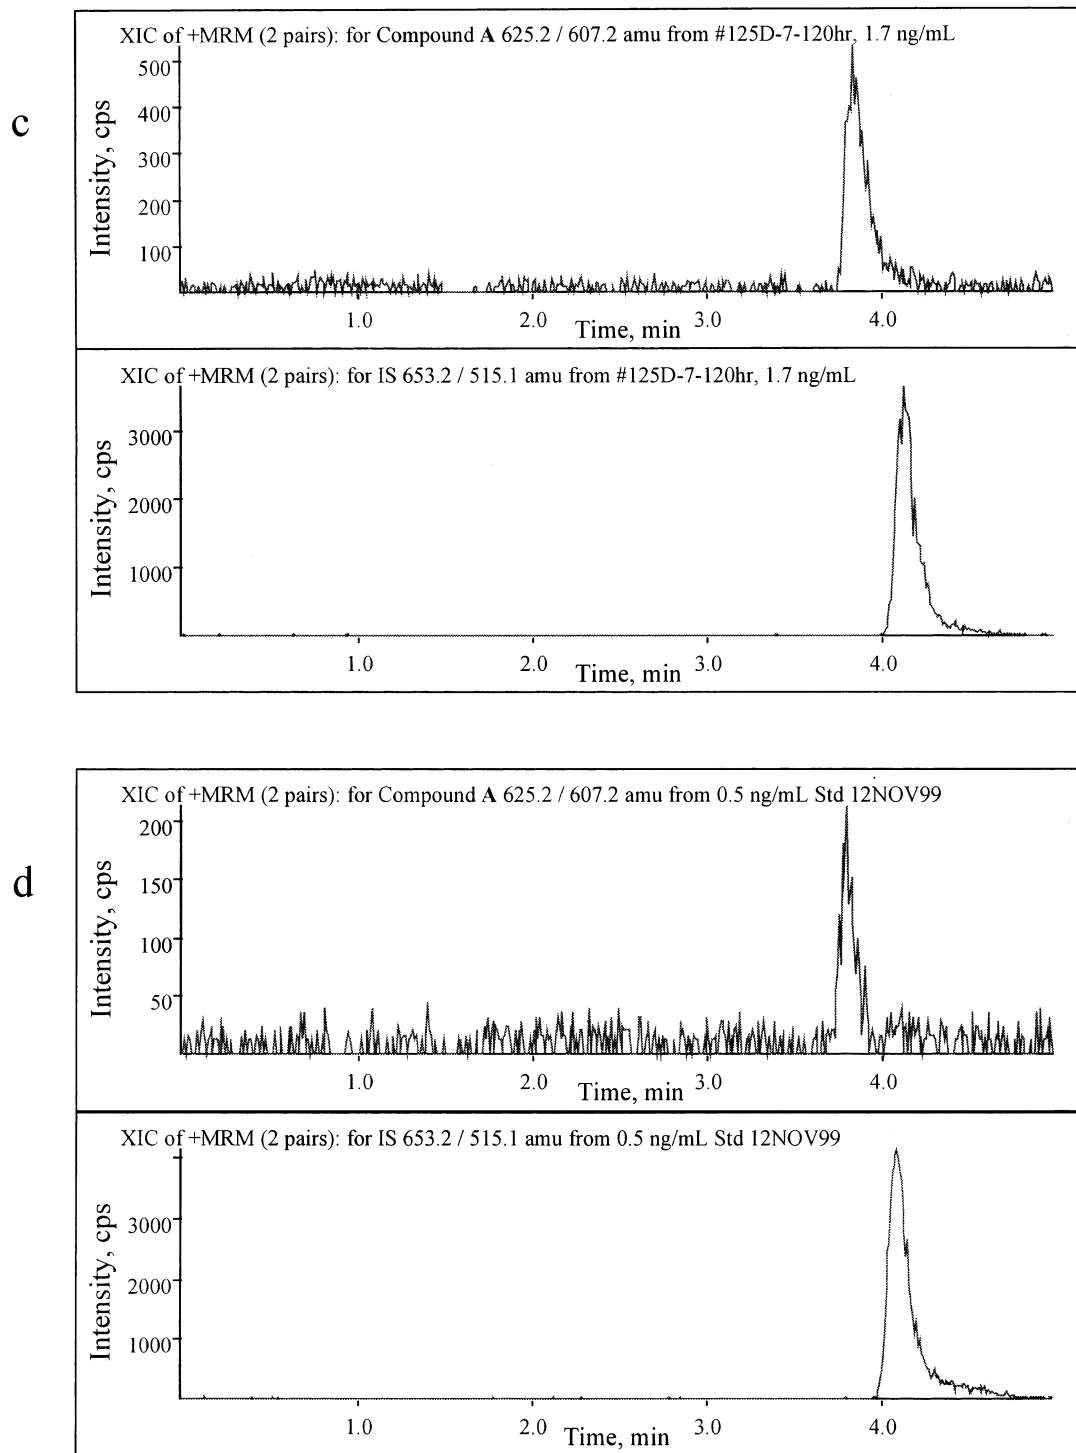 c
XIC of +MRM (2 pairs): for Compound A 625.2 / 607.2 amu from #125D-7-120hr, 1.7 ng/mL
Intensity, cps
500
400
300
200
100
1.0 2.0 3.0 4.0
Time, min
XIC of +MRM (2 pairs): for IS 653.2 / 515.1 amu from #125D-7-120hr, 1.7 ng/mL
Intensity, cps
3000
2000
1000
1.0 2.0 3.0 4.0
Time, min
d
XIC of +MRM (2 pairs): for Compound A 625.2 / 607.2 amu from 0.5 ng/mL Std 12NOV99
Intensity, cps
200
150
100
50
1.0 2.0 3.0 4.0
Time, min
XIC of +MRM (2 pairs): for IS 653.2 / 515.1 amu from 0.5 ng/mL Std 12NOV99
Intensity, cps
3000
2000
1000
1.0 2.0 3.0 4.0
Time, min